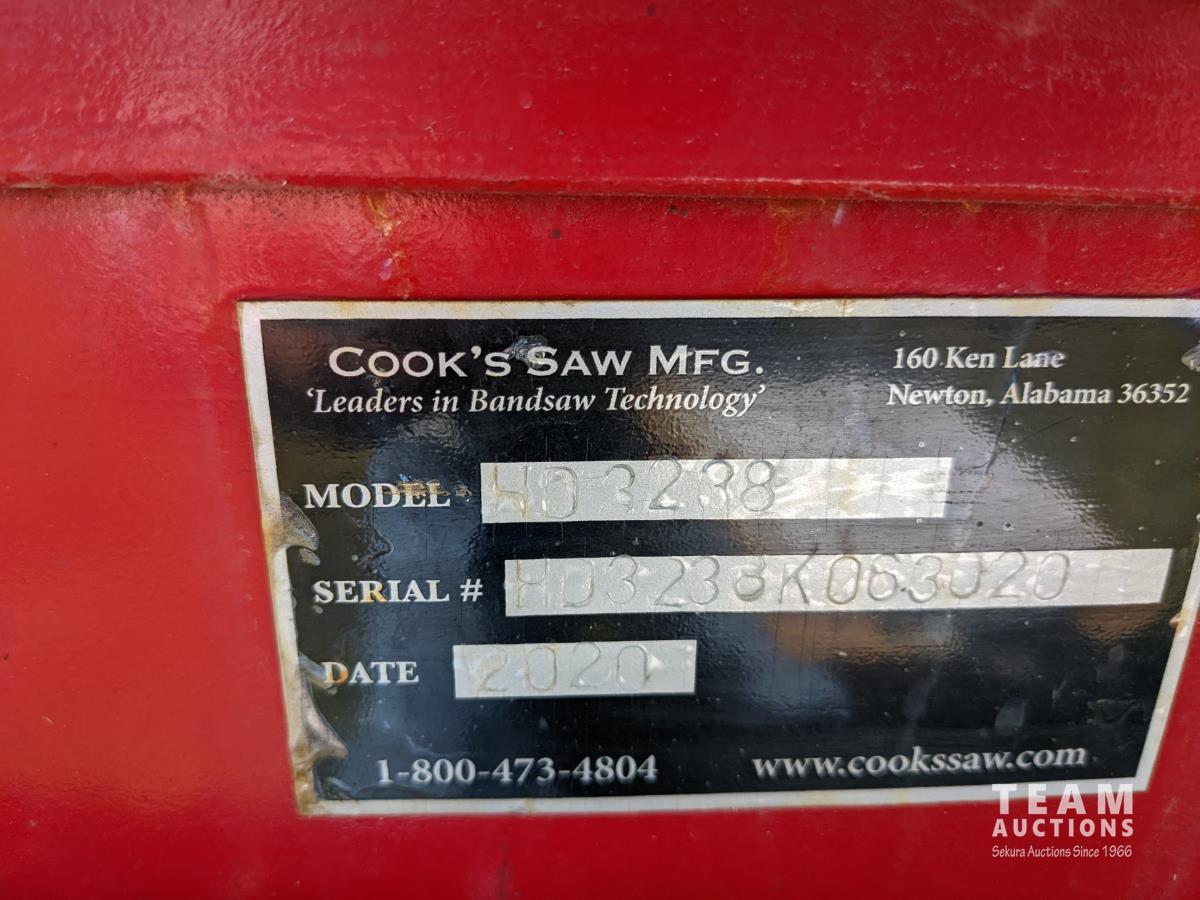 COOK'S SAW MFG.
'Leaders in Bandsaw Technology'
160 Ken Lane
Newton, Alabama 36352
MODEL HD3238
SERIAL # HD3238K063020
DATE 2020
1-800-473-4804
www.cookssaw.com
TEAM
AUCTIONS
Sekura Auctions Since 1966